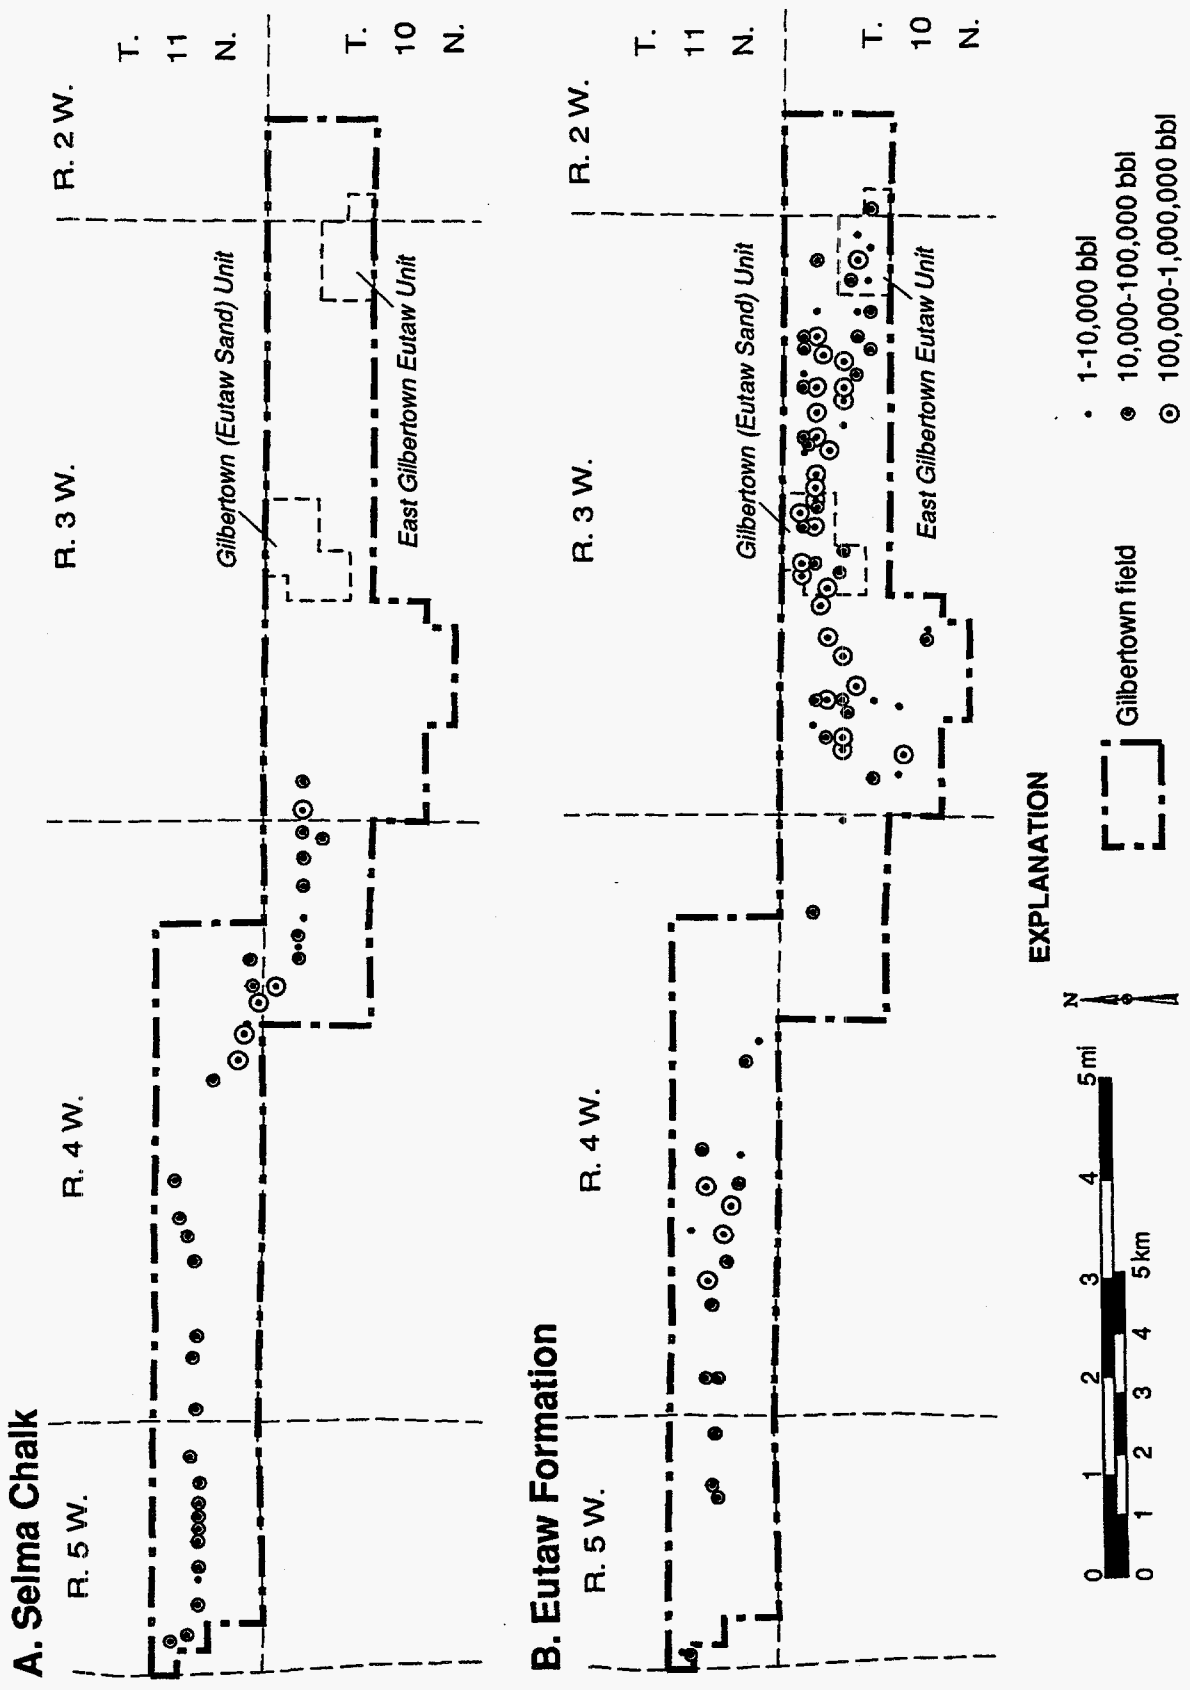 A. Selma Chalk
R. 5 W.
R. 4 W.
R. 3 W.
R. 2 W.
T.
11
N.
Gilbertown (Eutaw Sand) Unit
East Gilbertown Eutaw Unit
T.
10
N.
B. Eutaw Formation
R. 5 W.
R. 4 W.
R. 3 W.
R. 2 W.
T.
11
N.
Gilbertown (Eutaw Sand) Unit
East Gilbertown Eutaw Unit
T.
10
N.
EXPLANATION
0 1 2 3 4 5 mi
0 1 2 3 4 5 km
N
Gilbertown field
1-10,000 bbl
10,000-100,000 bbl
100,000-1,000,000 bbl